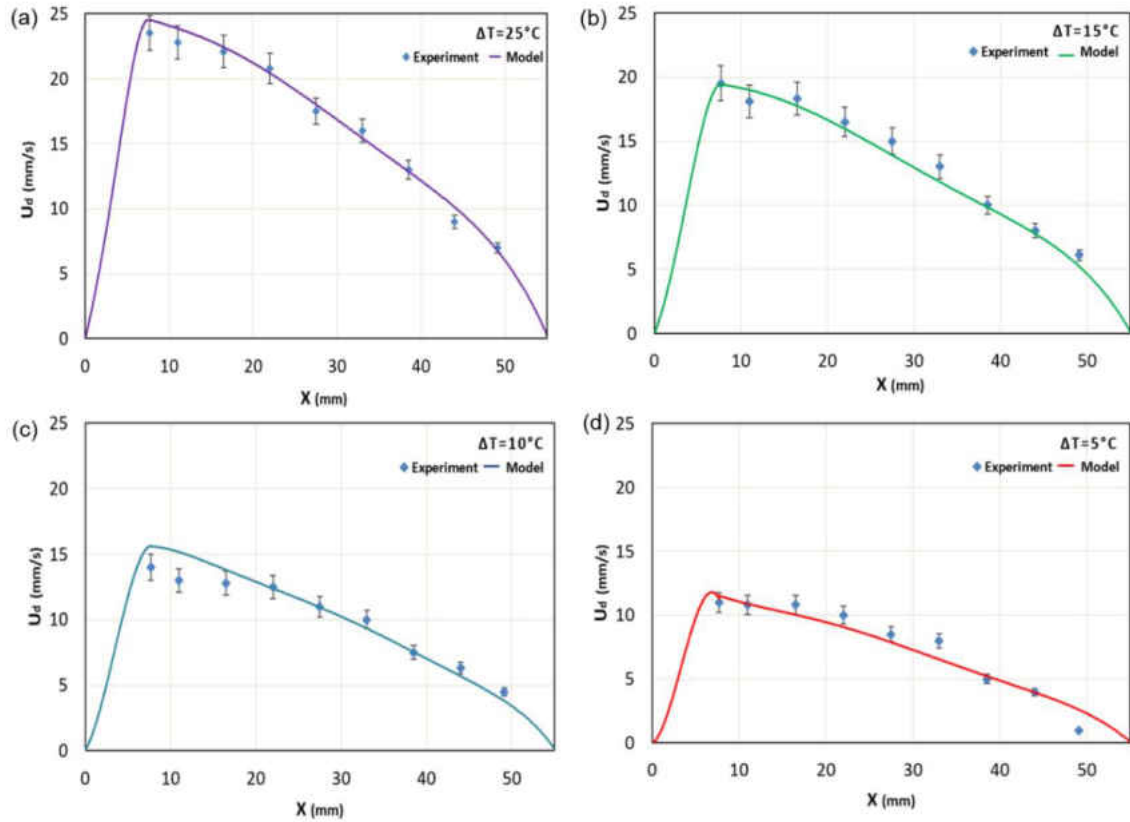 (a)
ΔT=25°C
Experiment Model
25
20
15
10
5
0
0 10 20 30 40 50
Ud (mm/s)
X (mm)
(b)
ΔT=15°C
Experiment Model
25
20
15
10
5
0
0 10 20 30 40 50
Ud (mm/s)
X (mm)
(c)
ΔT=10°C
Experiment Model
25
20
15
10
5
0
0 10 20 30 40 50
Ud (mm/s)
X (mm)
(d)
ΔT=5°C
Experiment Model
25
20
15
10
5
0
0 10 20 30 40 50
Ud (mm/s)
X (mm)